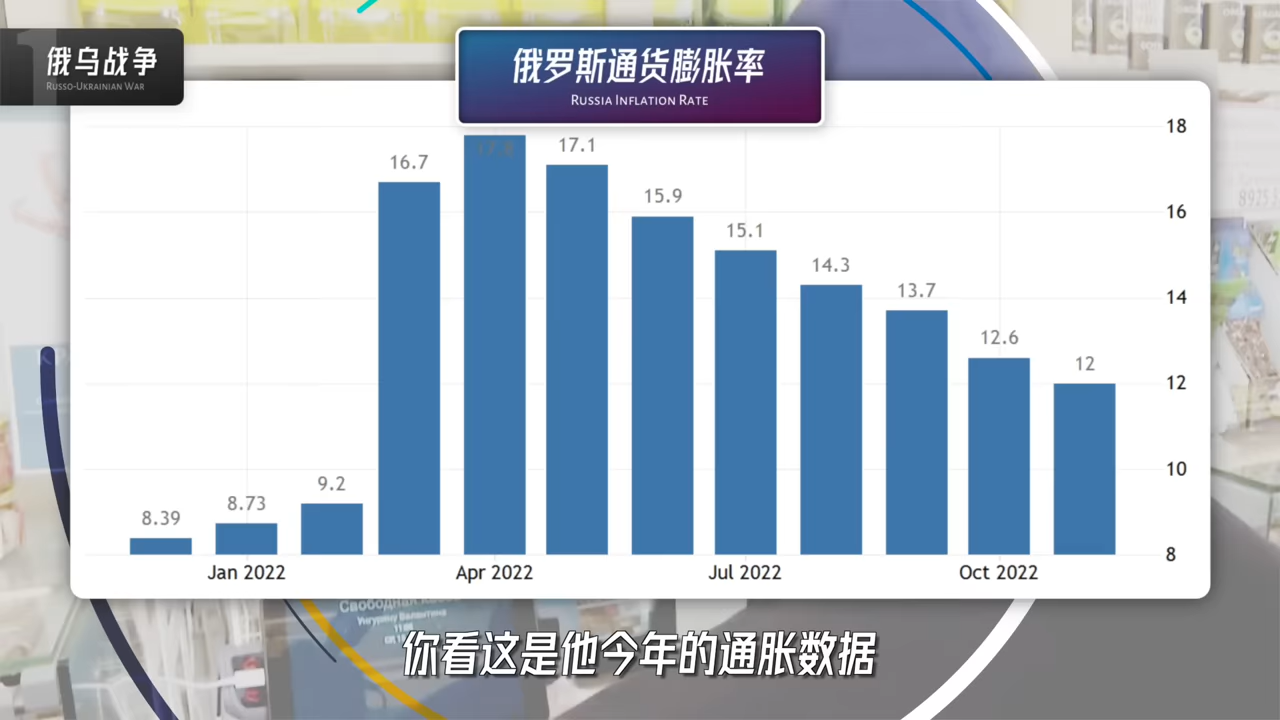 俄乌战争
Russo-Ukrainian War
俄罗斯通货膨胀率
Russia Inflation Rate
18
16
14
12
10
8
8.39
8.73
9.2
16.7
17.8
17.1
15.9
15.1
14.3
13.7
12.6
12
Jan 2022
Apr 2022
Jul 2022
Oct 2022
你看这是他今年的通胀数据